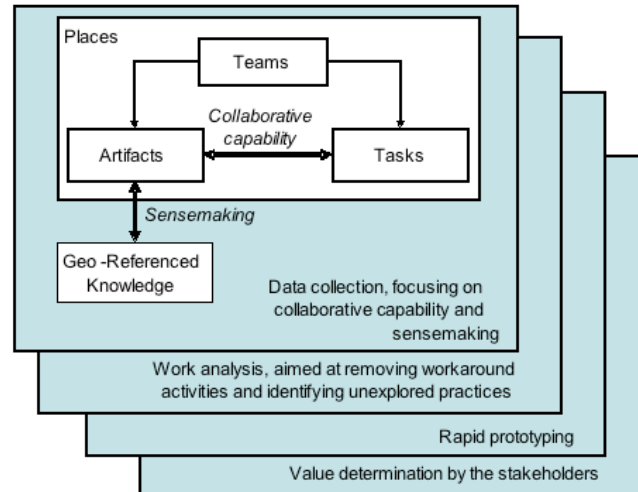 Places
Teams
Collaborative
capability
Artifacts
Tasks
Sensemaking
Geo -Referenced
Knowledge
Data collection, focusing on
collaborative capability and
sensemaking
Work analysis, aimed at removing workaround
activities and identifying unexplored practices
Rapid prototyping
Value determination by the stakeholders